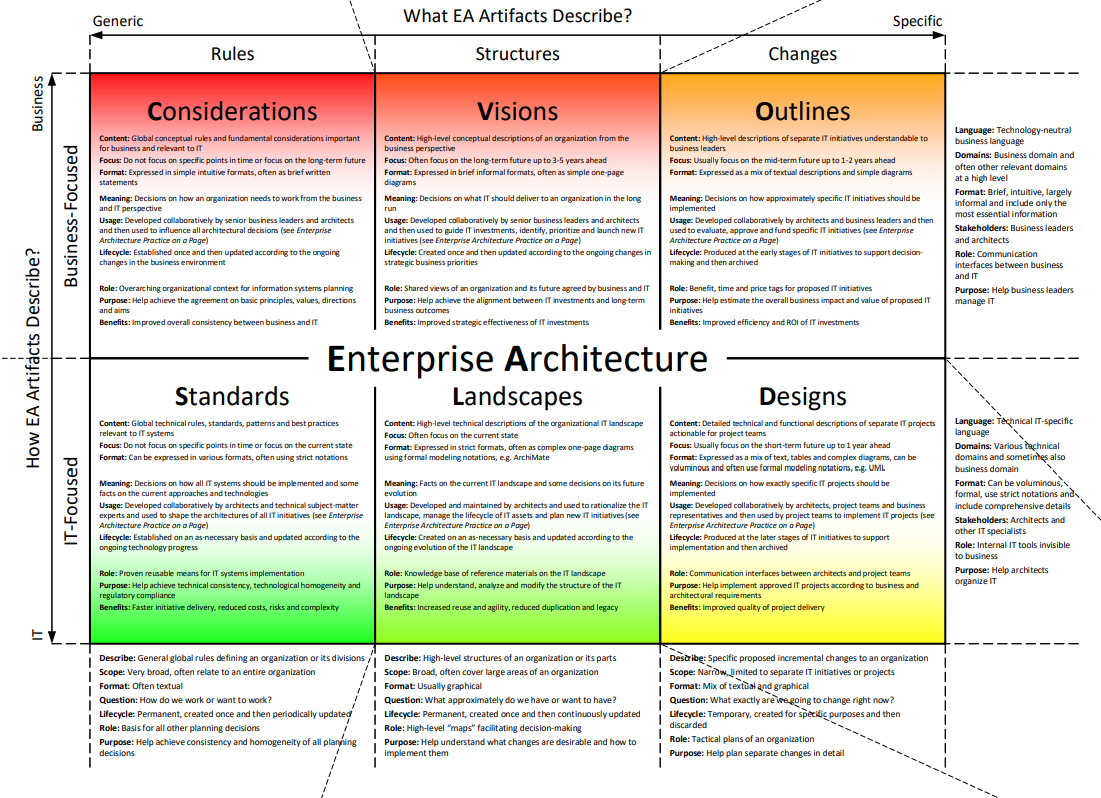 What EA Artifacts Describe?
Generic
Specific
Rules
Structures
Changes
How EA Artifacts Describe?
Business
Business-Focused
IT-Focused
IT
Considerations
Content: Global conceptual rules and fundamental considerations important
for business and relevant to IT
Focus: Do not focus on specific points in time or focus on the long-term future
Format: Expressed in simple intuitive formats, often as brief written
statements
Meaning: Decisions on how an organization needs to work from the business
and IT perspective
Usage: Developed collaboratively by senior business leaders and architects
and then used to influence all architectural decisions (see Enterprise
Architecture Practice on a Page)
Lifecycle: Established once and then updated according to the ongoing
changes in the business environment
Role: Overarching organizational context for information systems planning
Purpose: Help achieve the agreement on basic principles, values, directions
and aims
Benefits: Improved overall consistency between business and IT
Visions
Content: High-level conceptual descriptions of an organization from the
business perspective
Focus: Often focus on the long-term future up to 3-5 years ahead
Format: Expressed in brief informal formats, often as simple one-page
diagrams
Meaning: Decisions on what IT should deliver to an organization in the long
run
Usage: Developed collaboratively by senior business leaders and architects
and then used to guide IT investments, identify, prioritize and launch new IT
initiatives (see Enterprise Architecture Practice on a Page)
Lifecycle: Created once and then updated according to the ongoing changes in
strategic business priorities
Role: Shared views of an organization and its future agreed by business and IT
Purpose: Help achieve the alignment between IT investments and long-term
business outcomes
Benefits: Improved strategic effectiveness of IT investments
Outlines
Content: High-level descriptions of separate IT initiatives understandable to
business leaders
Focus: Usually focus on the mid-term future up to 1-2 years ahead
Format: Expressed as a mix of textual descriptions and simple diagrams
Meaning: Decisions on how approximately specific IT initiatives should be
implemented
Usage: Developed collaboratively by architects and business leaders and then
used to evaluate, approve and fund specific IT initiatives (see Enterprise
Architecture Practice on a Page)
Lifecycle: Produced at the early stages of IT initiatives to support decision-
making and then archived
Role: Benefit, time and price tags for proposed IT initiatives
Purpose: Help estimate the overall business impact and value of proposed IT
initiatives
Benefits: Improved efficiency and ROI of IT investments
Language: Technology-neutral
business language
Domains: Business domain and
often other relevant domains
at a high level
Format: Brief, intuitive, largely
informal and include only the
most essential information
Stakeholders: Business leaders
and architects
Role: Communication
interfaces between business
and IT
Purpose: Help business leaders
manage IT
Enterprise Architecture
Standards
Content: Global technical rules, standards, patterns and best practices
relevant to IT systems
Focus: Do not focus on specific points in time or focus on the current state
Format: Can be expressed in various formats, often using strict notations
Meaning: Decisions on how all IT systems should be implemented and some
facts on the current approaches and technologies
Usage: Developed collaboratively by architects and technical subject-matter
experts and used to shape the architectures of all IT initiatives (see Enterprise
Architecture Practice on a Page)
Lifecycle: Established on an as-necessary basis and updated according to the
ongoing technology progress
Role: Proven reusable means for IT systems implementation
Purpose: Help achieve technical consistency, technological homogeneity and
regulatory compliance
Benefits: Faster initiative delivery, reduced costs, risks and complexity
Landscapes
Content: High-level technical descriptions of the organizational IT landscape
Focus: Often focus on the current state
Format: Expressed in strict formats, often as complex one-page diagrams
using formal modeling notations, e.g. ArchiMate
Meaning: Facts on the current IT landscape and some decisions on its future
evolution
Usage: Developed and maintained by architects and used to rationalize the IT
landscape, manage the lifecycle of IT assets and plan new IT initiatives (see
Enterprise Architecture Practice on a Page)
Lifecycle: Created on an as-necessary basis and updated according to the
ongoing evolution of the IT landscape
Role: Knowledge base of reference materials on the IT landscape
Purpose: Help understand, analyze and modify the structure of the IT
landscape
Benefits: Increased reuse and agility, reduced duplication and legacy
Designs
Content: Detailed technical and functional descriptions of separate IT projects
actionable for project teams
Focus: Usually focus on the short-term future up to 1 year ahead
Format: Expressed as a mix of text, tables and complex diagrams, can be
voluminous and often use formal modeling notations, e.g. UML
Meaning: Decisions on how exactly specific IT projects should be
implemented
Usage: Developed collaboratively by architects, project teams and business
representatives and then used by project teams to implement IT projects (see
Enterprise Architecture Practice on a Page)
Lifecycle: Produced at the later stages of IT initiatives to support
implementation and then archived
Role: Communication interfaces between architects and project teams
Purpose: Help implement approved IT projects according to business and
architectural requirements
Benefits: Improved quality of project delivery
Language: Technical IT-specific
language
Domains: Various technical
domains and sometimes also
business domain
Format: Can be voluminous,
formal, use strict notations and
include comprehensive details
Stakeholders: Architects and
other IT specialists
Role: Internal IT tools invisible
to business
Purpose: Help architects
organize IT
Describe: General global rules defining an organization or its divisions
Scope: Very broad, often relate to an entire organization
Format: Often textual
Question: How do we work or want to work?
Lifecycle: Permanent, created once and then periodically updated
Role: Basis for all other planning decisions
Purpose: Help achieve consistency and homogeneity of all planning
decisions
Describe: High-level structures of an organization or its parts
Scope: Broad, often cover large areas of an organization
Format: Usually graphical
Question: What approximately do we have or want to have?
Lifecycle: Permanent, created once and then continuously updated
Role: High-level “maps” facilitating decision-making
Purpose: Help understand what changes are desirable and how to
implement them
Describe: Specific proposed incremental changes to an organization
Scope: Narrow, limited to separate IT initiatives or projects
Format: Mix of textual and graphical
Question: What exactly are we going to change right now?
Lifecycle: Temporary, created for specific purposes and then
discarded
Role: Tactical plans of an organization
Purpose: Help plan separate changes in detail